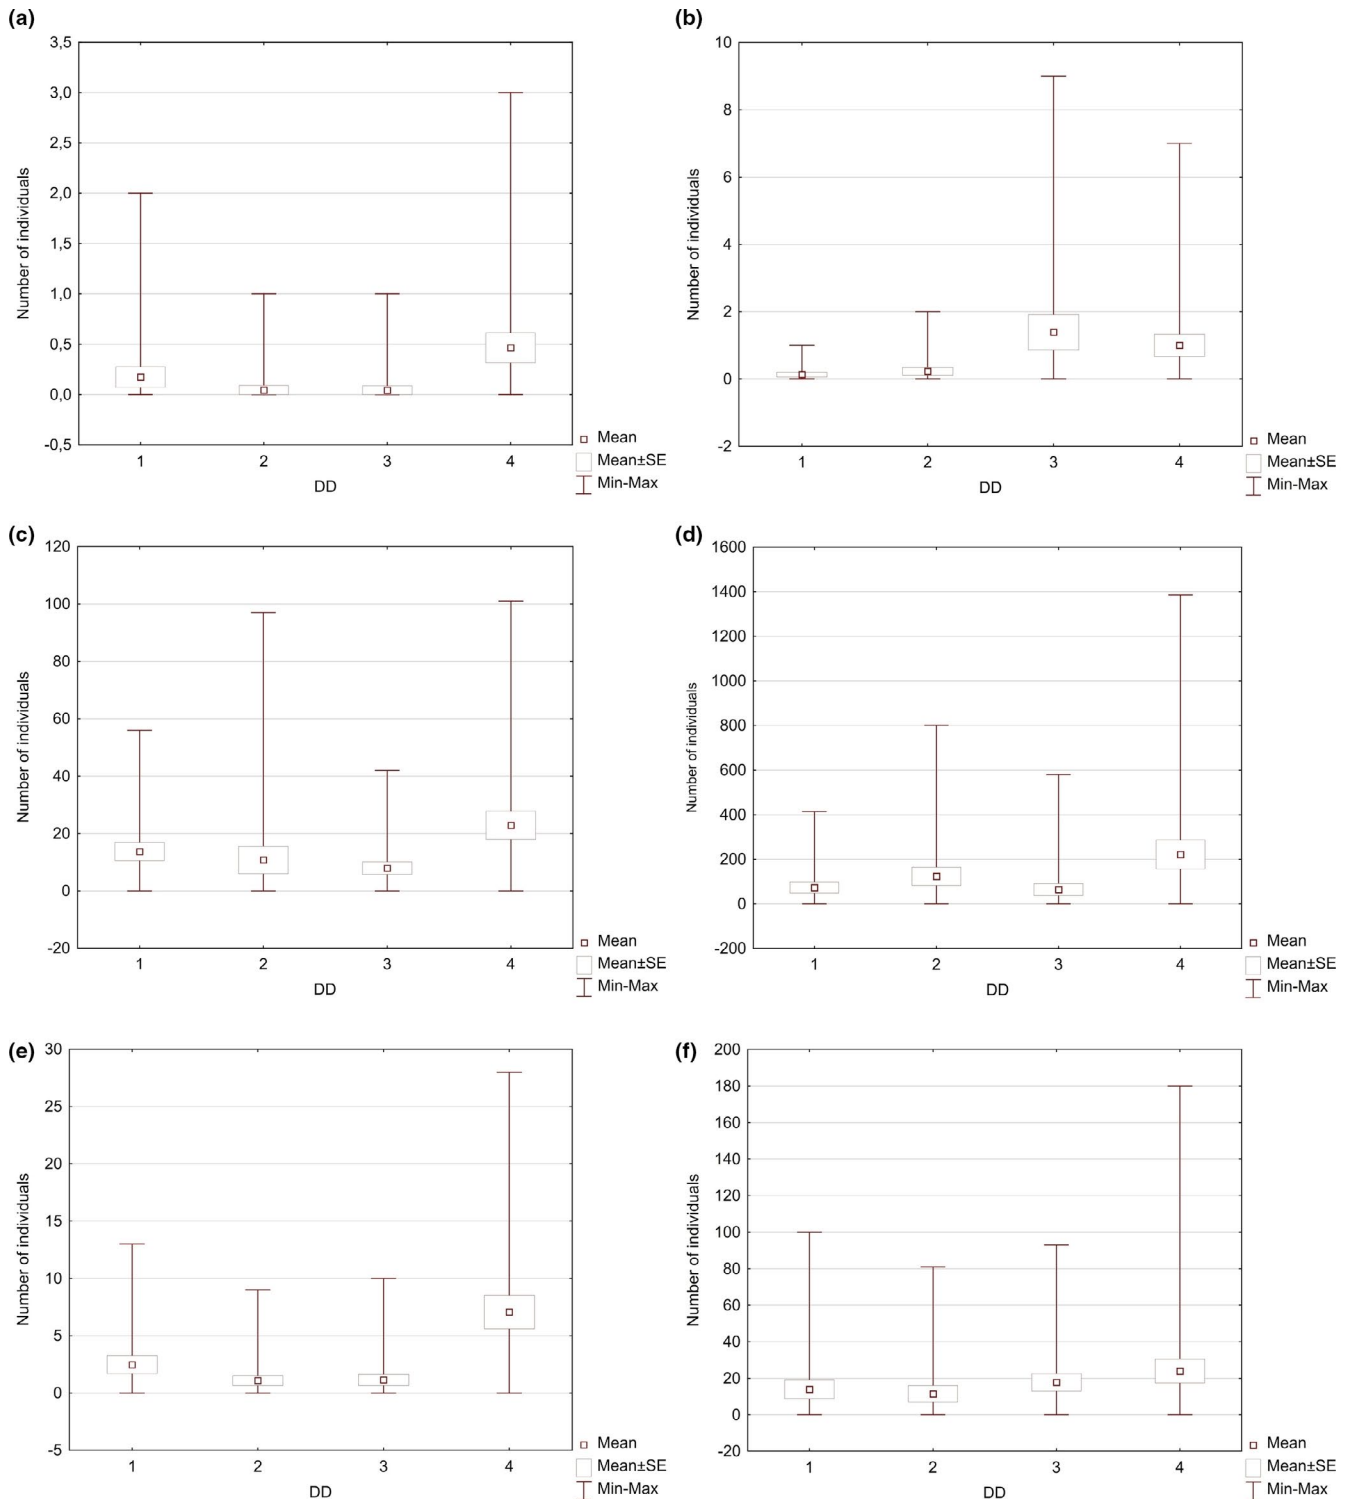 (a)
3,5
3,0
2,5
2,0
1,5
1,0
0,5
0,0
-0,5
Number of individuals
1 2 3 4
DD
Mean
Mean±SE
Min-Max
(b)
10
8
6
4
2
0
-2
Number of individuals
1 2 3 4
DD
Mean
Mean±SE
Min-Max
(c)
120
100
80
60
40
20
0
-20
Number of individuals
1 2 3 4
DD
Mean
Mean±SE
Min-Max
(d)
1600
1400
1200
1000
800
600
400
200
0
-200
Number of individuals
1 2 3 4
DD
Mean
Mean±SE
Min-Max
(e)
30
25
20
15
10
5
0
-5
Number of individuals
1 2 3 4
DD
Mean
Mean±SE
Min-Max
(f)
200
180
160
140
120
100
80
60
40
20
0
-20
Number of individuals
1 2 3 4
DD
Mean
Mean±SE
Min-Max